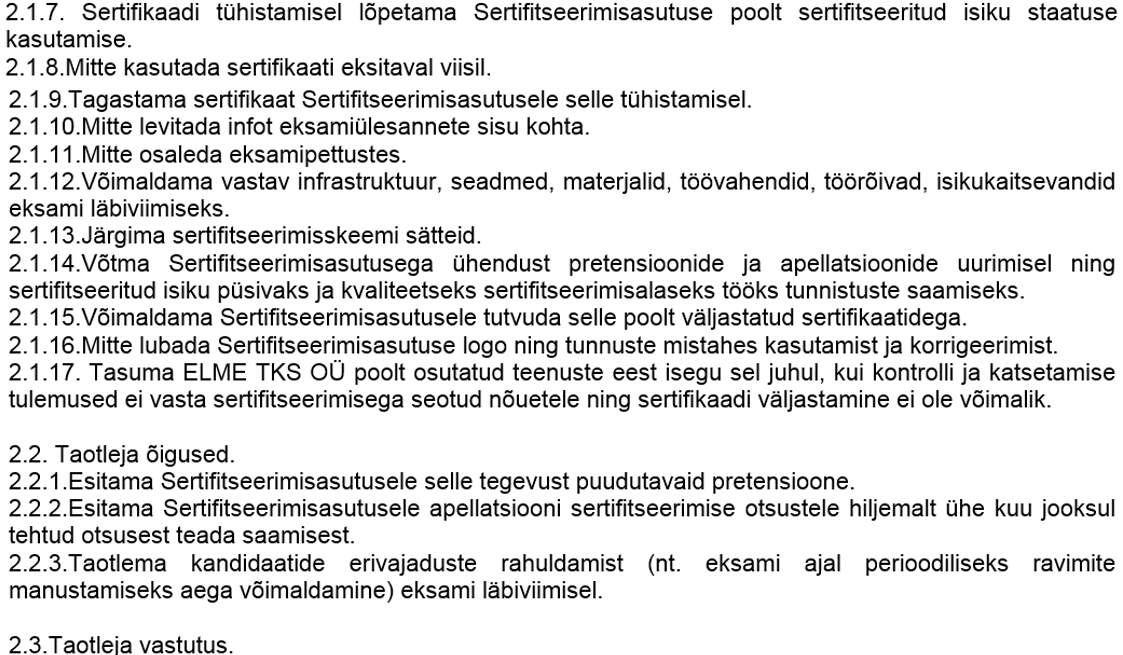 2.1.7. Sertifikaadi tühistamisel lõpetama Sertifitseerimisasutuse poolt sertifitseeritud isiku staatuse
kasutamise.
2.1.8.Mitte kasutada sertifikaati eksitaval viisil.
2.1.9.Tagastama sertifikaat Sertifitseerimisasutusele selle tühistamisel.
2.1.10.Mitte levitada infot eksamiülesannete sisu kohta.
2.1.11.Mitte osaleda eksamipettustes.
2.1.12.Võimaldama vastav infrastruktuur, seadmed, materjalid, töövahendid, töörõivad, isikukaitsevandid
eksami läbiviimiseks.
2.1.13.Järgima sertifitseerimisskeemi sätteid.
2.1.14.Võtma Sertifitseerimisasutusega ühendust pretensioonide ja apellatsioonide uurimisel ning
sertifitseeritud isiku püsivaks ja kvaliteetseks sertifitseerimisalaseks tööks tunnistuste saamiseks.
2.1.15.Võimaldama Sertifitseerimisasutusele tutvuda selle poolt väljastatud sertifikaatidega.
2.1.16.Mitte lubada Sertifitseerimisasutuse logo ning tunnuste mistahes kasutamist ja korrigeerimist.
2.1.17. Tasuma ELME TKS OÜ poolt osutatud teenuste eest isegu sel juhul, kui kontrolli ja katsetamise
tulemused ei vasta sertifitseerimisega seotud nõuetele ning sertifikaadi väljastamine ei ole võimalik.
2.2. Taotleja õigused.
2.2.1.Esitama Sertifitseerimisasutusele selle tegevust puudutavaid pretensioone.
2.2.2.Esitama Sertifitseerimisasutusele apellatsiooni sertifitseerimise otsustele hiljemalt ühe kuu jooksul
tehtud otsusest teada saamisest.
2.2.3.Taotlema kandidaatide erivajaduste rahuldamist (nt. eksami ajal perioodiliseks ravimite
manustamiseks aega võimaldamine) eksami läbiviimisel.
2.3.Taotleja vastutus.